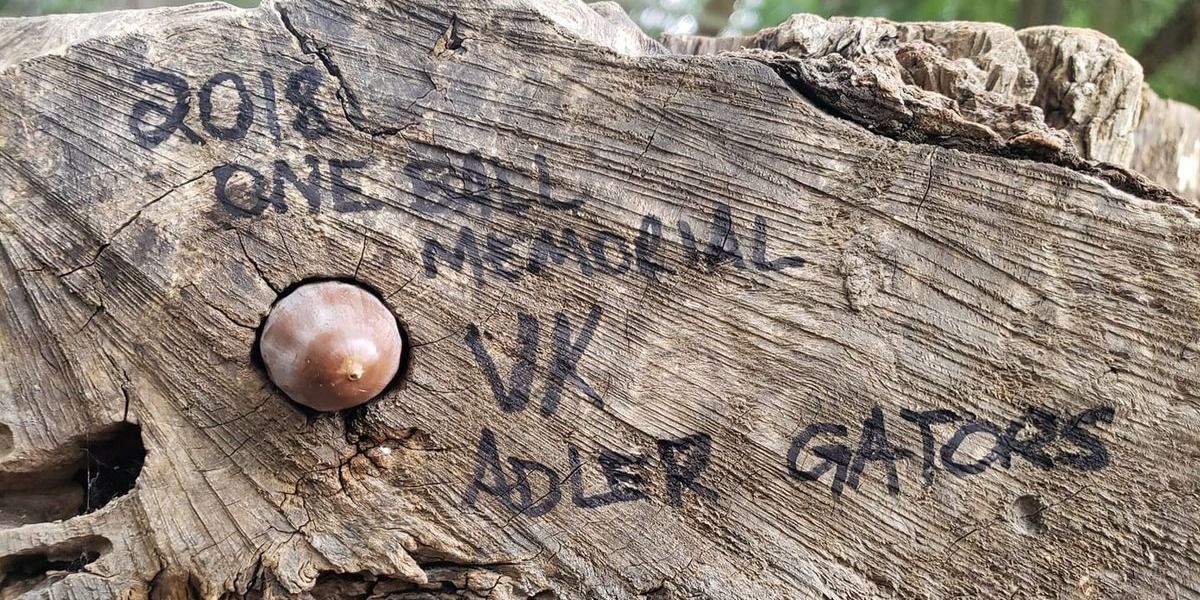 2018
ONE BALL
MEMORIAL
VK
ADLER GATORS